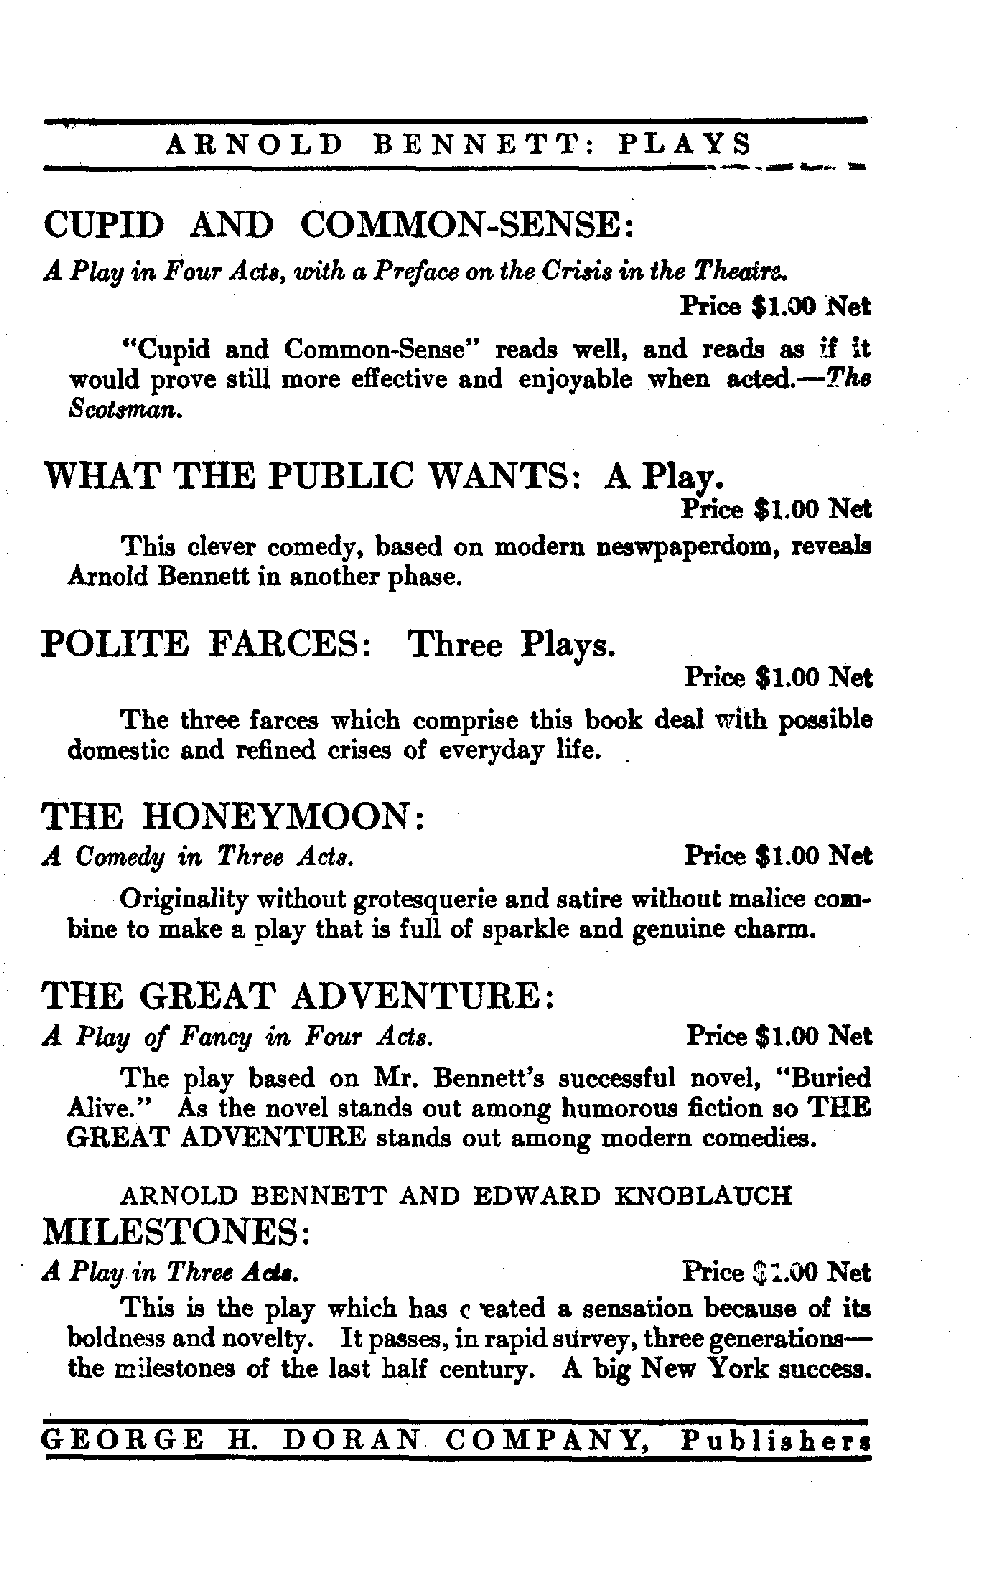 ARNOLD BENNETT: PLAYS
CUPID AND COMMON-SENSE:
A Play in Four Acts, with a Preface on the Crisis in the Theatre.
Price $1.00 Net
"Cupid and Common-Sense" reads well, and reads as if it
would prove still more effective and enjoyable when acted.—The
Scotsman.
WHAT THE PUBLIC WANTS: A Play.
Price $1.00 Net
This clever comedy, based on modern neswpaperdom, reveals
Arnold Bennett in another phase.
POLITE FARCES: Three Plays.
Price $1.00 Net
The three farces which comprise this book deal with possible
domestic and refined crises of everyday life.
THE HONEYMOON:
A Comedy in Three Acts. Price $1.00 Net
Originality without grotesquerie and satire without malice com-
bine to make a play that is full of sparkle and genuine charm.
THE GREAT ADVENTURE:
A Play of Fancy in Four Acts. Price $1.00 Net
The play based on Mr. Bennett's successful novel, "Buried
Alive." As the novel stands out among humorous fiction so THE
GREAT ADVENTURE stands out among modern comedies.
ARNOLD BENNETT AND EDWARD KNOBLAUCH
MILESTONES:
A Play in Three Acts. Price $1.00 Net
This is the play which has created a sensation because of its
boldness and novelty. It passes, in rapid survey, three generations—
the milestones of the last half century. A big New York success.
GEORGE H. DORAN COMPANY, Publishers